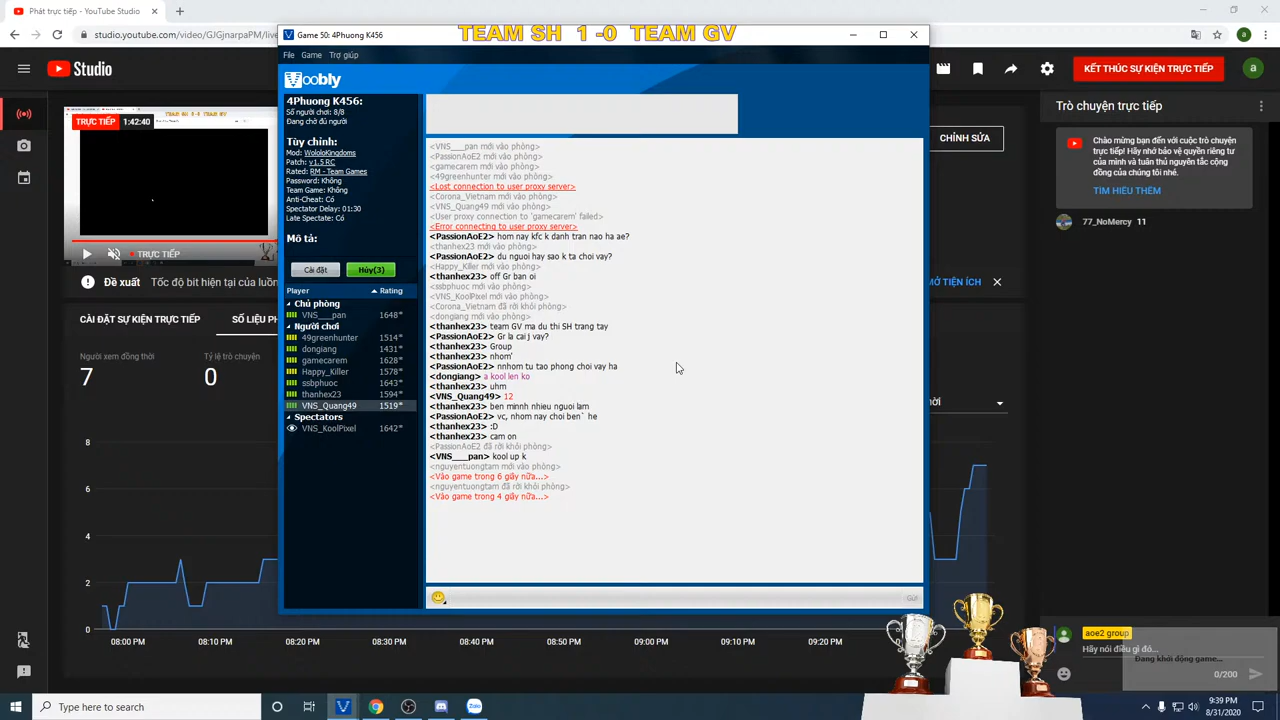 Phát trực tiếp - YouTube Studio
studio.youtube.com/video/GJGjnarpaPM/livestreaming
TEAM SH 1 -0 TEAM GV
Game 50: 4Phuong K456
File Game Trợ giúp
Voobly
4Phuong K456:
Số người chơi: 8/8
Đang chờ đủ người
Tùy chỉnh:
Mod: WololoKingdoms
Patch: v1.5 RC
Rated: RM - Team Games
Password: Không
Team Game: Không
Anti-Cheat: Có
Spectator Delay: 01:30
Late Spectate: Có
Mô tả:
Cài đặt
Hủy(3)
Player Rating
Chủ phòng
VNS___pan 1648*
Người chơi
49greenhunter 1514*
dongiang 1431*
gamecarem 1628*
Happy_Killer 1578*
ssbphuoc 1643*
thanhex23 1594*
VNS_Quang49 1519*
Spectators
VNS_KoolPixel 1642*
<VNS___pan mới vào phòng>
<PassionAoE2 mới vào phòng>
<gamecarem mới vào phòng>
<49greenhunter mới vào phòng>
<Lost connection to user proxy server>
<Corona_Vietnam mới vào phòng>
<VNS_Quang49 mới vào phòng>
<User proxy connection to 'gamecarem' failed>
<Error connecting to user proxy server>
<PassionAoE2> hom nay kfc k danh tran nao ha ae?
<thanhex23 mới vào phòng>
<PassionAoE2> du nguoi hay sao k ta choi vay?
<Happy_Killer mới vào phòng>
<thanhex23> off Gr ban oi
<ssbphuoc mới vào phòng>
<VNS_KoolPixel mới vào phòng>
<Corona_Vietnam đã rời khỏi phòng>
<dongiang mới vào phòng>
<thanhex23> team GV ma du thi SH trang tay
<PassionAoE2> Gr la cai j vay?
<thanhex23> Group
<thanhex23> nhom'
<PassionAoE2> nnhom tu tao phong choi vay ha
<dongiang> a kool len ko
<thanhex23> uhm
<VNS_Quang49> 12
<thanhex23> ben minnh nhieu nguoi lam
<PassionAoE2> vc, nhom nay choi ben` he
<thanhex23> :D
<thanhex23> cam on
<PassionAoE2 đã rời khỏi phòng>
<VNS___pan> kool up k
<nguyentuongtam mới vào phòng>
<Vào game trong 6 giây nữa...>
<nguyentuongtam đã rời khỏi phòng>
<Vào game trong 4 giây nữa...>
Gửi
Studio
TRỰC TIẾP 1:42:40
TRỰC TIẾP
Đề xuất Tốc độ bít hiện tại của luồn
CÀI ĐẶT SỰ KIỆN TRỰC TIẾP
SỐ LIỆU PH
Người xem đồng thời
7
Tỷ lệ trò chuyện
0
8
6
4
2
0
08:00 PM 08:10 PM 08:20 PM 08:30 PM 08:40 PM 08:50 PM 09:00 PM 09:10 PM 09:20 PM
KẾT THÚC SỰ KIỆN TRỰC TIẾP
a
CHỈNH SỬA
MỞ TIỆN ÍCH
Trò chuyện trực tiếp
Chào mừng bạn đến với cuộc trò
chuyện trực tiếp! Hãy nhớ bảo vệ
quyền riêng tư của mình và tuân
thủ nguyên tắc cộng đồng của
chúng tôi.
TÌM HIỂU THÊM
77_NoMercy 11
aoe2 group
Hãy nói điều gì đó...
Đang khởi động game...
0/200
Type here to search
9:39 PM
8/31/2020